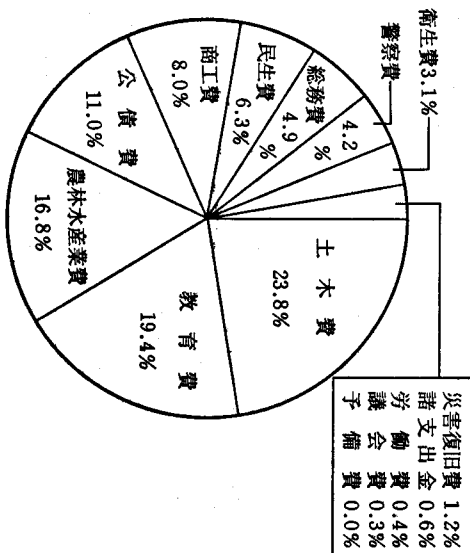 土木費
23.8%
教育費
19.4%
農林水産業費
16.8%
公債費
11.0%
商工費
8.0%
民生費
6.3%
総務費
4.9%
警察費
4.2%
衛生費3.1%
災害復旧費 1.2%
諸支出金 0.6%
労働費 0.4%
議会費 0.3%
予備費 0.0%